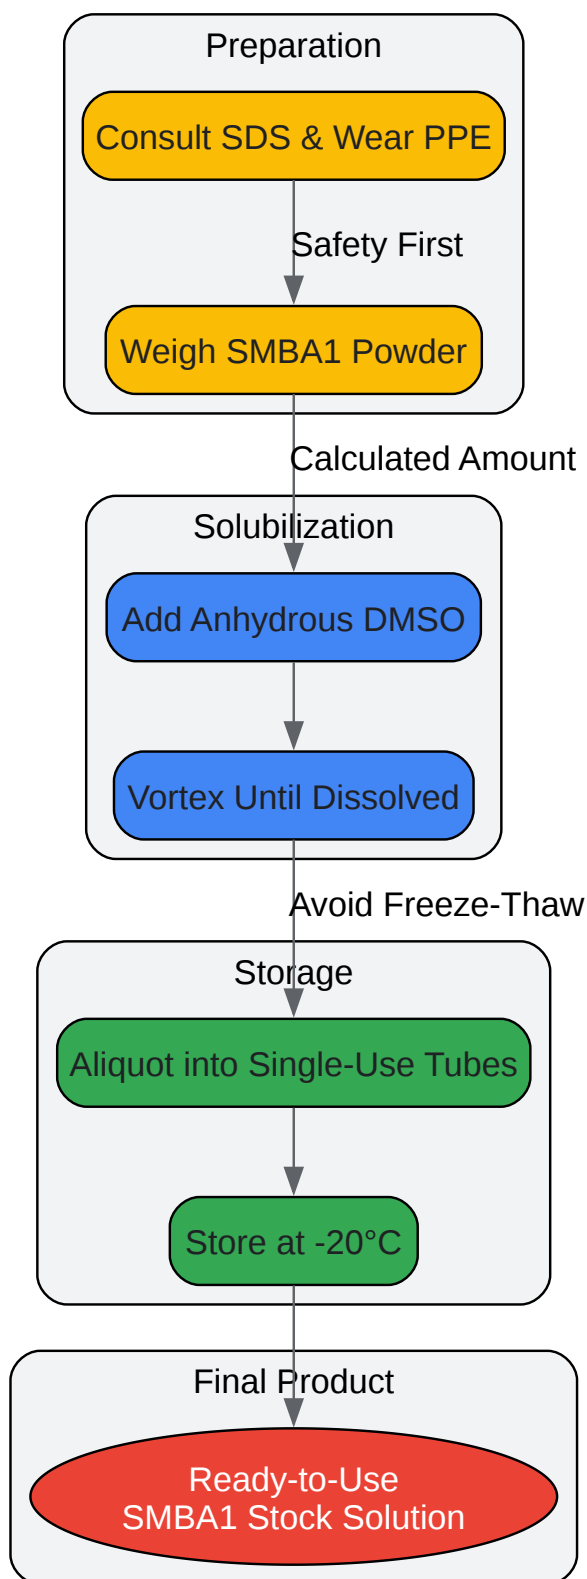 Preparation
Consult SDS & Wear PPE
Safety First
Weigh SMBA1 Powder
Calculated Amount
Solubilization
Add Anhydrous DMSO
Vortex Until Dissolved
Avoid Freeze-Thaw
Storage
Aliquot into Single-Use Tubes
Store at -20°C
Final Product
Ready-to-Use
SMBA1 Stock Solution